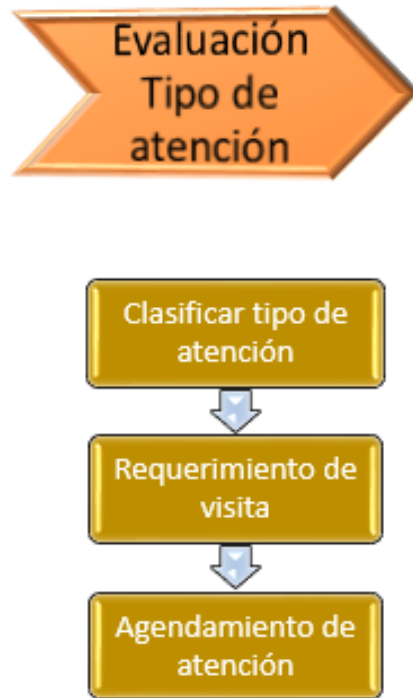 Evaluación
Tipo de
atención
Clasificar tipo de
atención
Requerimiento de
visita
Agendamiento de
atención